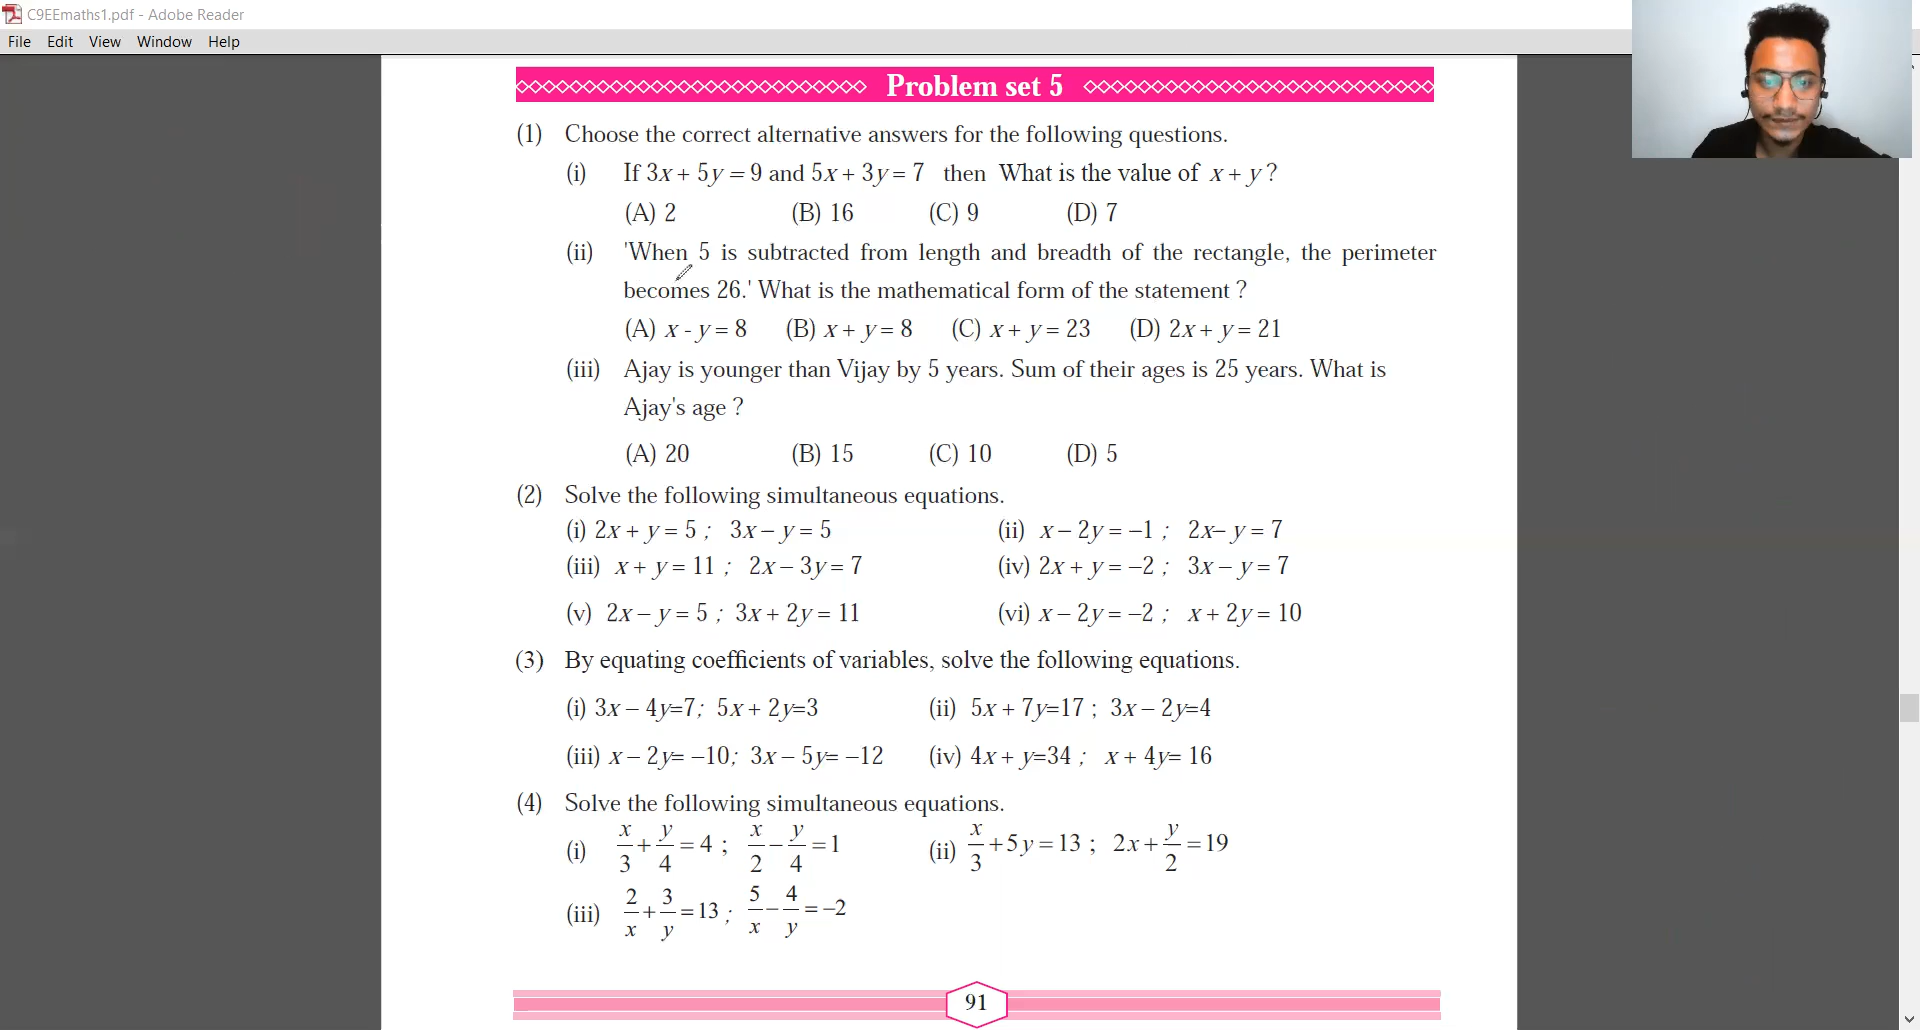 C9EEmaths1.pdf - Adobe Reader
File Edit View Window Help
Problem set 5
(1) Choose the correct alternative answers for the following questions.
(i) If 3x + 5y = 9 and 5x + 3y = 7 then What is the value of x + y ?
(A) 2 (B) 16 (C) 9 (D) 7
(ii) 'When 5 is subtracted from length and breadth of the rectangle, the perimeter
becomes 26.' What is the mathematical form of the statement ?
(A) x - y = 8 (B) x + y = 8 (C) x + y = 23 (D) 2x + y = 21
(iii) Ajay is younger than Vijay by 5 years. Sum of their ages is 25 years. What is
Ajay's age ?
(A) 20 (B) 15 (C) 10 (D) 5
(2) Solve the following simultaneous equations.
(i) 2x + y = 5 ; 3x – y = 5 (ii) x – 2y = –1 ; 2x– y = 7
(iii) x + y = 11 ; 2x – 3y = 7 (iv) 2x + y = –2 ; 3x – y = 7
(v) 2x – y = 5 ; 3x + 2y = 11 (vi) x – 2y = –2 ; x + 2y = 10
(3) By equating coefficients of variables, solve the following equations.
(i) 3x – 4y=7; 5x + 2y=3 (ii) 5x + 7y=17 ; 3x – 2y=4
(iii) x – 2y= –10; 3x – 5y= –12 (iv) 4x + y=34 ; x + 4y= 16
(4) Solve the following simultaneous equations.
(i) x/3 + y/4 = 4 ; x/2 – y/4 = 1 (ii) x/3 + 5y = 13 ; 2x + y/2 = 19
(iii) 2/x + 3/y = 13 ; 5/x – 4/y = –2
91